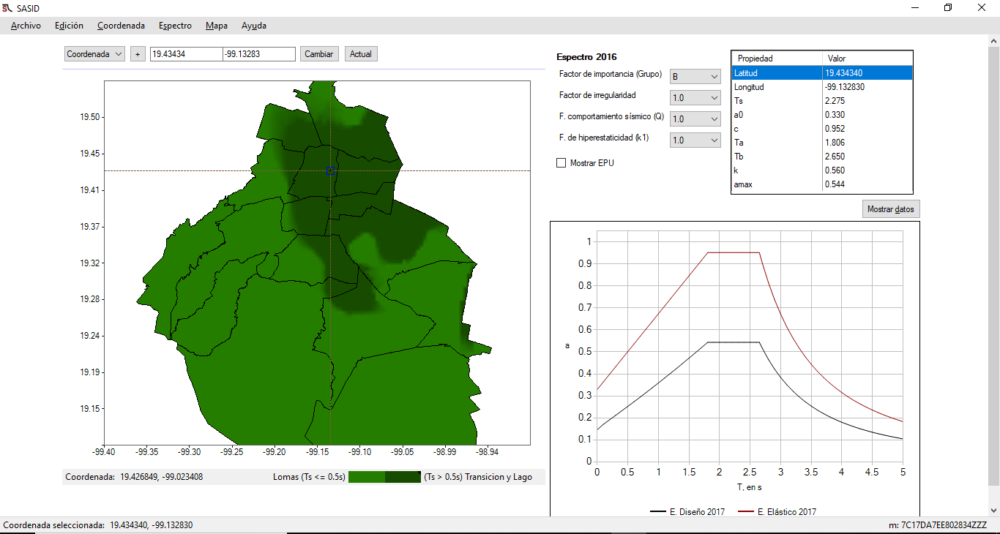 SASID
Archivo Edición Coordenada Espectro Mapa Ayuda
Coordenada + 19.43434 -99.13283 Cambiar Actual
19.50
19.45
19.41
19.37
19.32
19.28
19.24
19.19
19.15
-99.40 -99.35 -99.30 -99.25 -99.20 -99.15 -99.10 -99.05 -98.99 -98.94
Coordenada: 19.426849, -99.023408 Lomas (Ts <= 0.5s) (Ts > 0.5s) Transicion y Lago
Espectro 2016
Factor de importancia (Grupo) B
Factor de irregularidad 1.0
F. comportamiento sísmico (Q) 1.0
F. de hiperestaticidad (k1) 1.0
Mostrar EPU
Propiedad Valor
Latitud 19.434340
Longitud -99.132830
Ts 2.275
a0 0.330
c 0.952
Ta 1.806
Tb 2.650
k 0.560
amax 0.544
Mostrar datos
1
0.9
0.8
0.7
0.6
a 0.5
0.4
0.3
0.2
0.1
0
0 0.5 1 1.5 2 2.5 3 3.5 4 4.5 5
T, en s
E. Diseño 2017 E. Elástico 2017
Coordenada seleccionada: 19.434340, -99.132830 m: 7C17DA7EE802834ZZZ